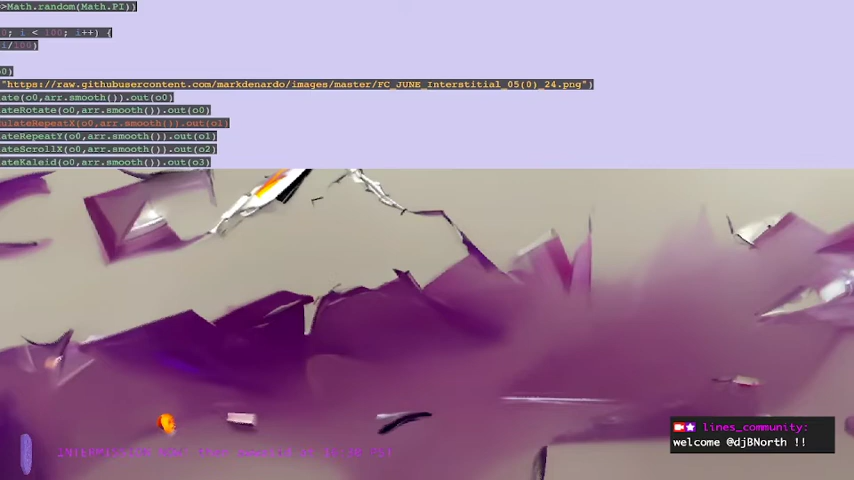 >Math.random(Math.PI))
0; i < 100; i++) {
i/100)
o0)
"https://raw.githubusercontent.com/markdenardo/images/master/FC_JUNE_Interstitial_05(0)_24.png")
ate(o0,arr.smooth()).out(o0)
ateRotate(o0,arr.smooth()).out(o0)
ulateRepeatX(o0,arr.smooth()).out(o1)
ateRepeatY(o0,arr.smooth()).out(o1)
ateScrollX(o0,arr.smooth()).out(o2)
ateKaleid(o0,arr.smooth()).out(o3)
lines_community:
welcome @djBNorth !!